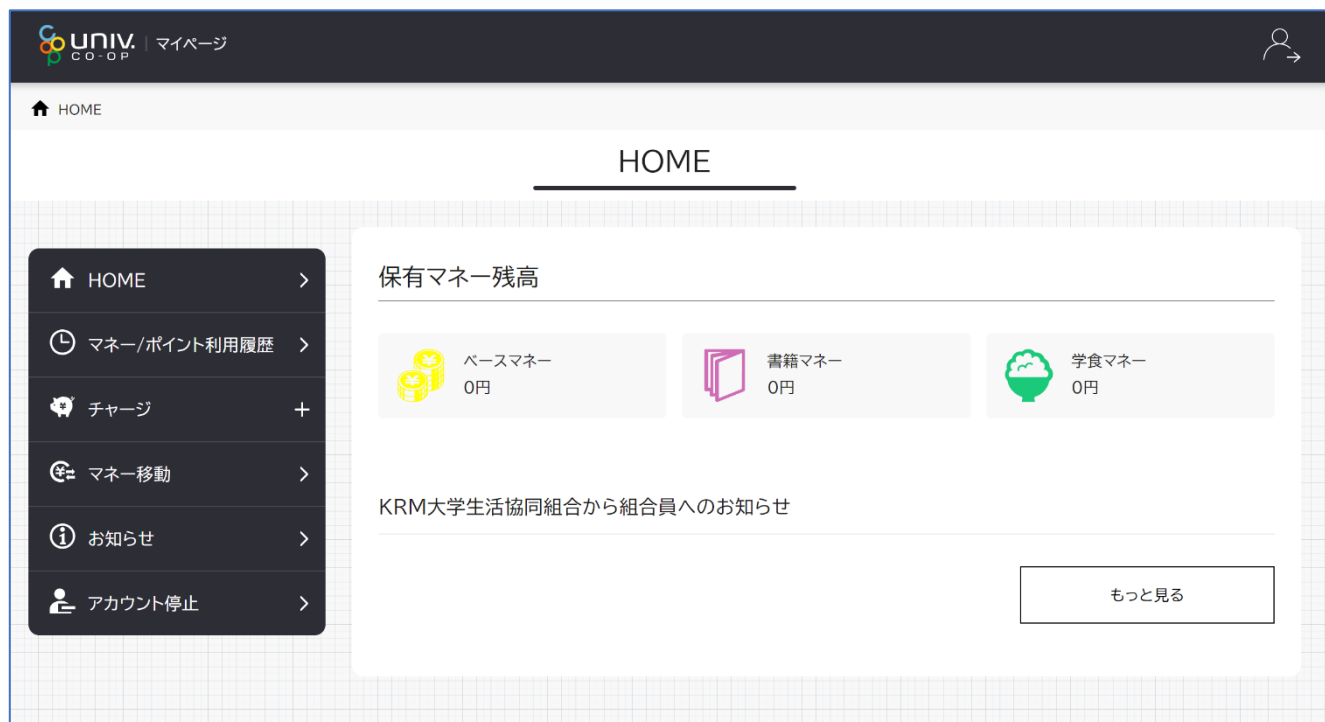 UNIV.
CO-OP
マイページ
HOME
HOME
HOME
マネー/ポイント利用履歴
チャージ
マネー移動
お知らせ
アカウント停止
保有マネー残高
ベースマネー
0円
書籍マネー
0円
学食マネー
0円
KRM大学生活協同組合から組合員へのお知らせ
もっと見る